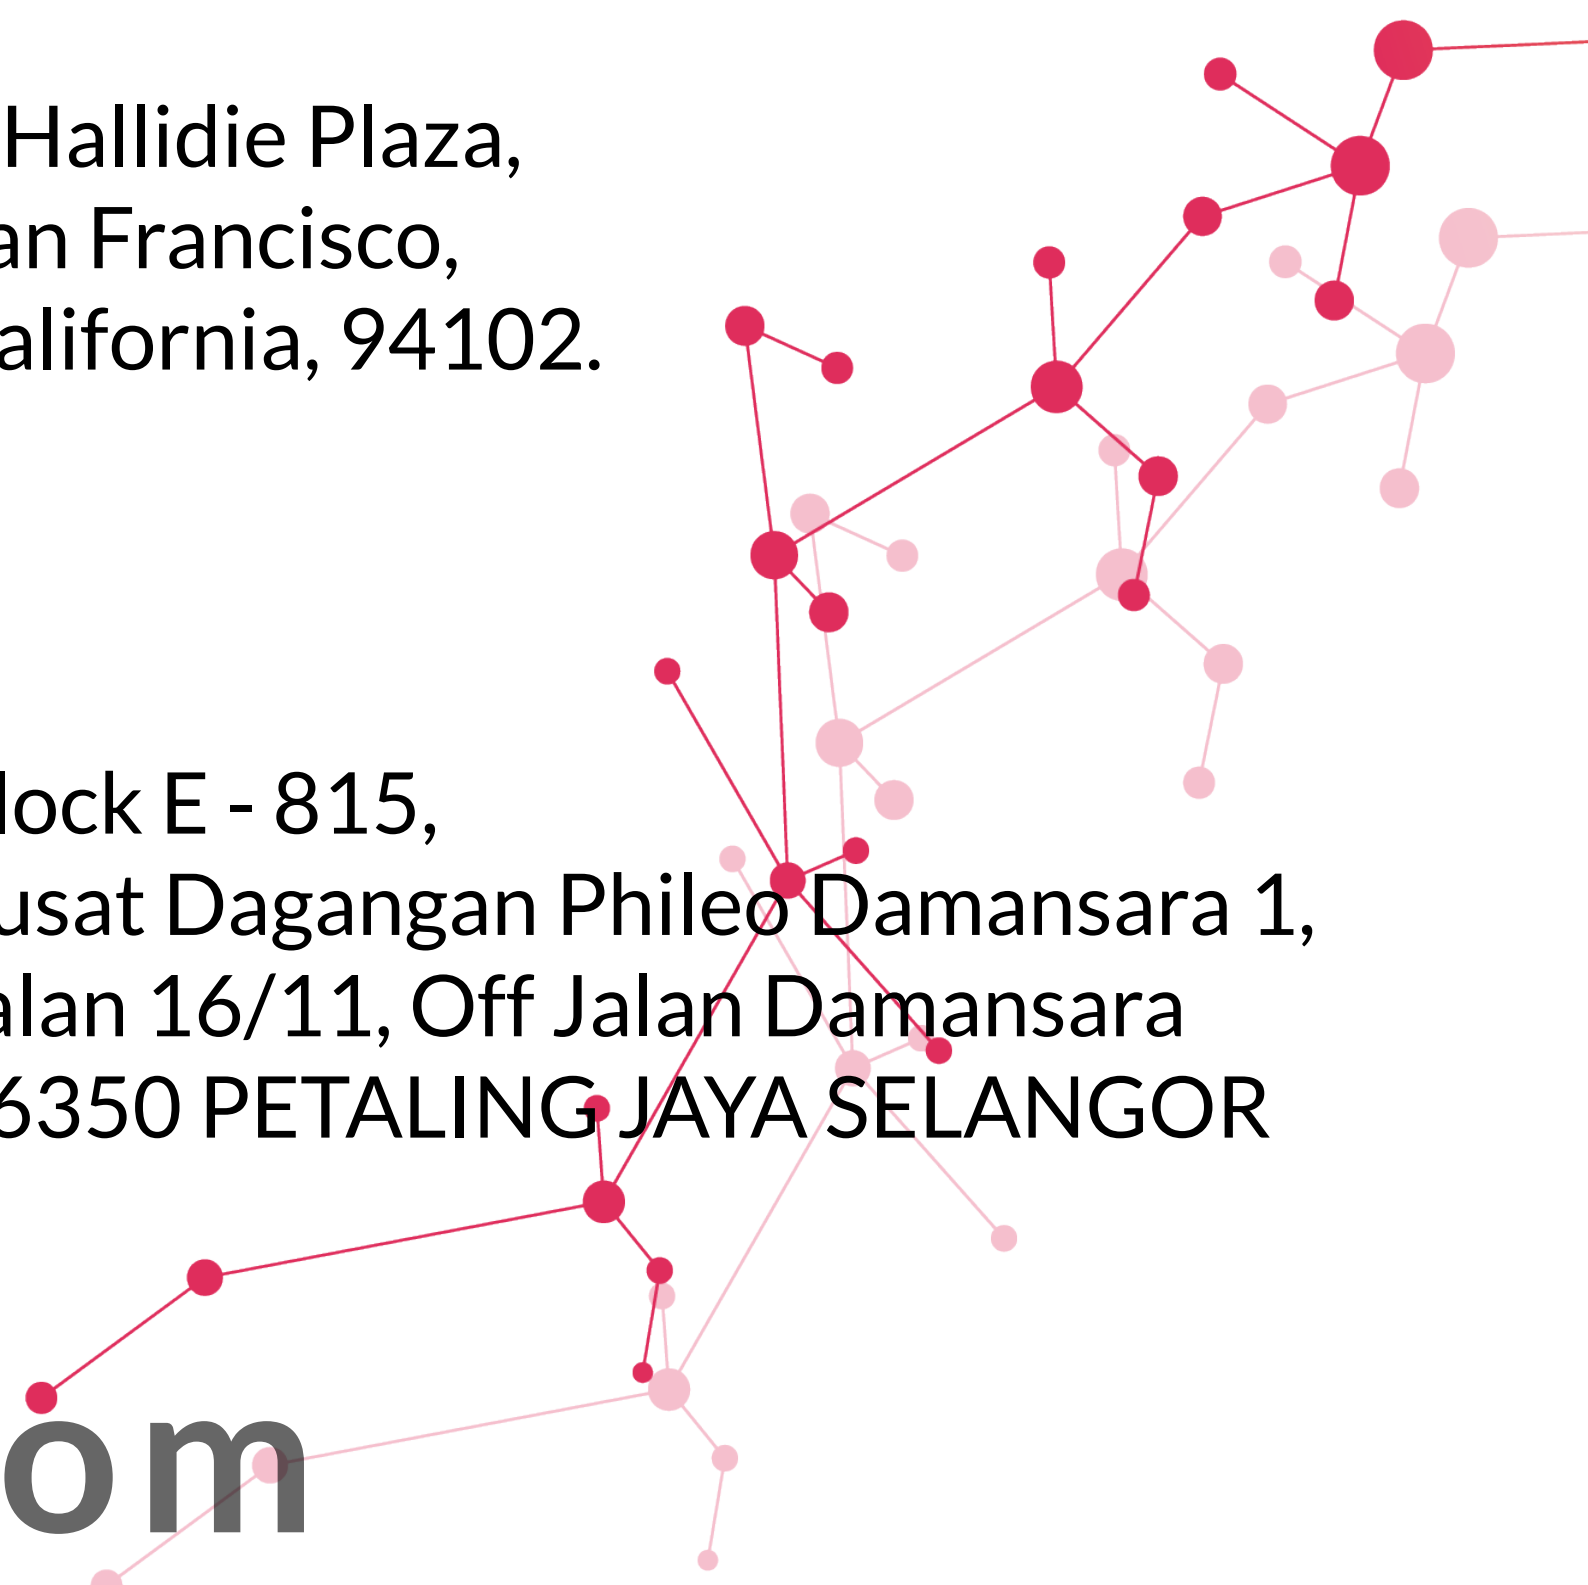 Hallidie Plaza,
an Francisco,
alifornia, 94102.
lock E - 815,
usat Dagangan Phileo Damansara 1,
alan 16/11, Off Jalan Damansara
6350 PETALING JAYA SELANGOR
om